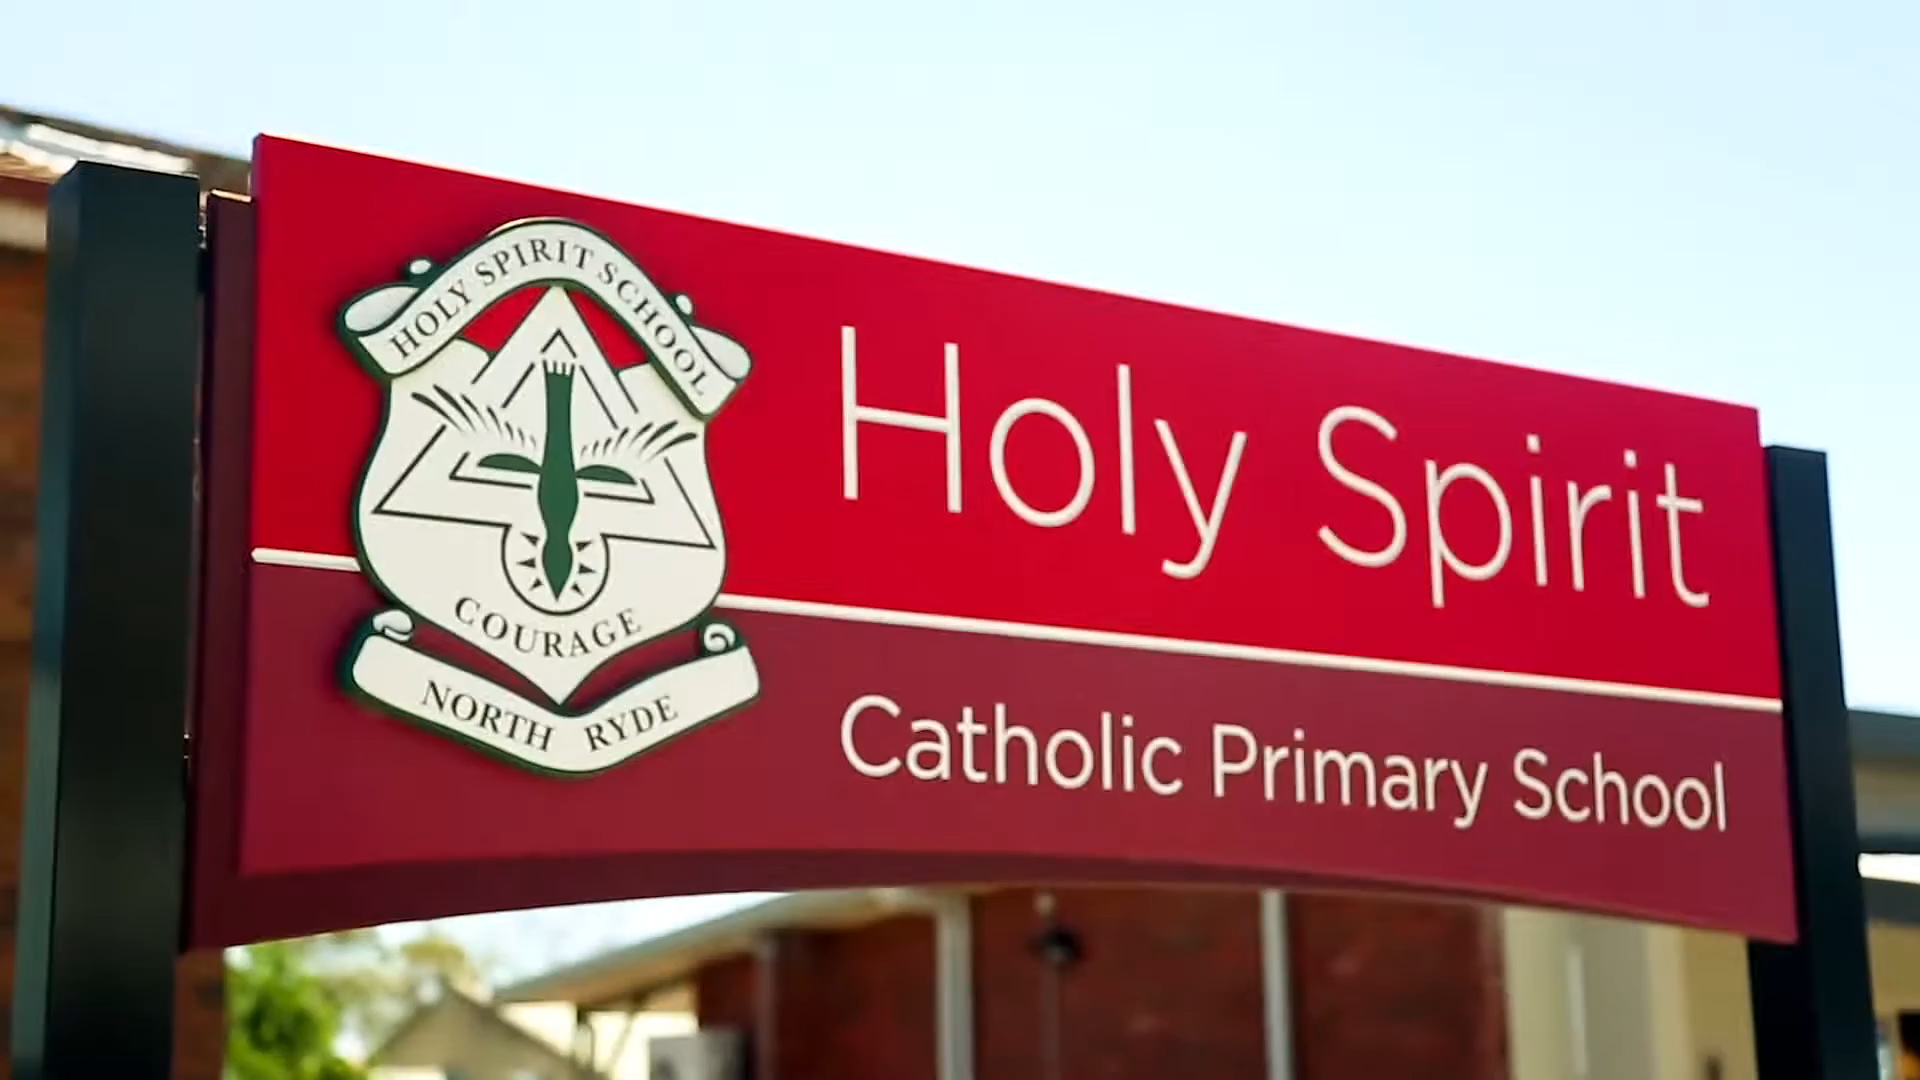 HOLY SPIRIT SCHOOL
COURAGE
NORTH RYDE
Holy Spirit
Catholic Primary School